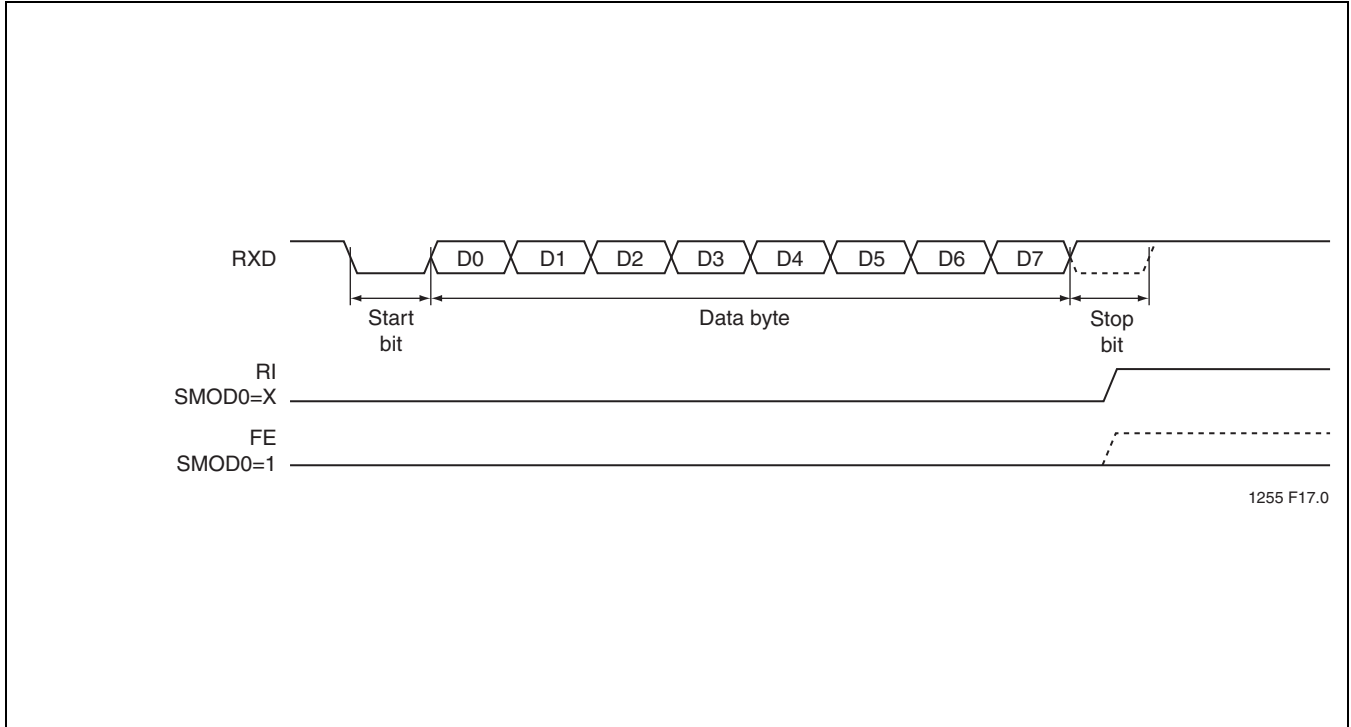 RXD
D0 D1 D2 D3 D4 D5 D6 D7
Start
bit
Data byte
Stop
bit
RI
SMOD0=X
FE
SMOD0=1
1255 F17.0